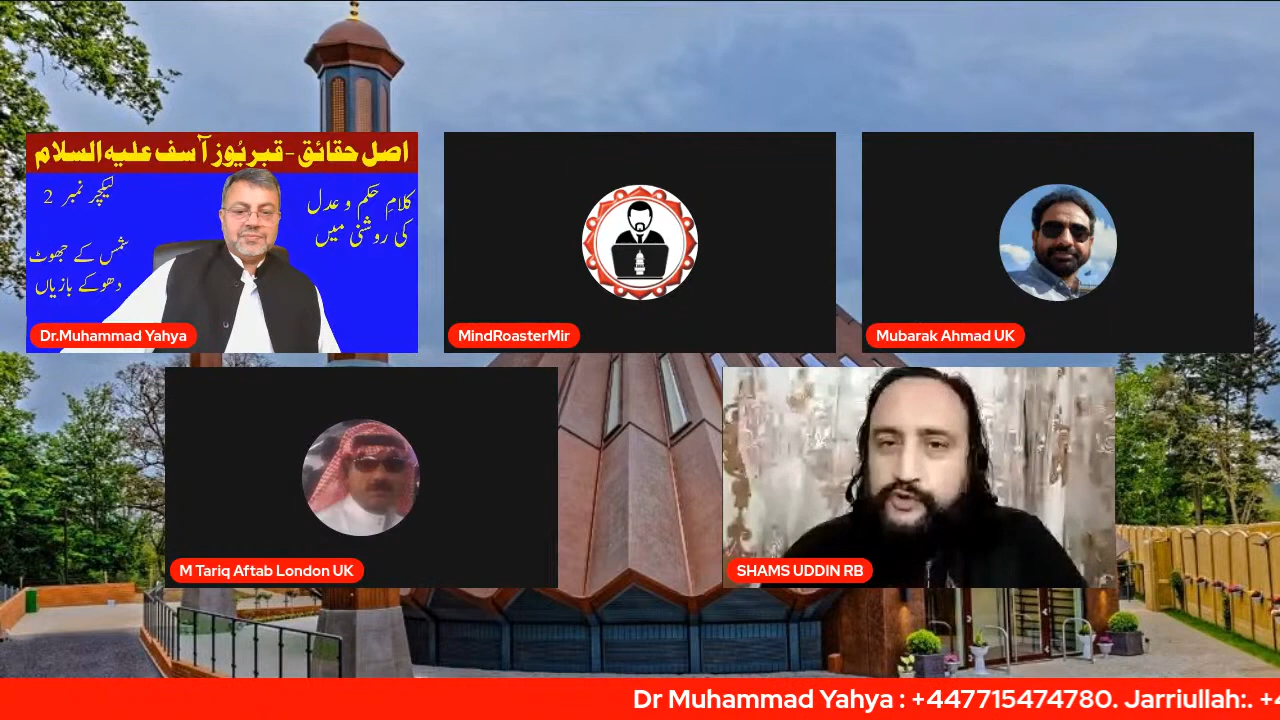 اصل حقائق - قبر یُوز آسف علیہ السلام
لیکچر نمبر 2
کلامِ حکم و عدل
کی روشنی میں
شمس کے جھوٹ
دھوکے بازیاں
Dr.Muhammad Yahya
MindRoasterMir
Mubarak Ahmad UK
M Tariq Aftab London UK
SHAMS UDDIN RB
Dr Muhammad Yahya : +447715474780. Jarriullah:. +4